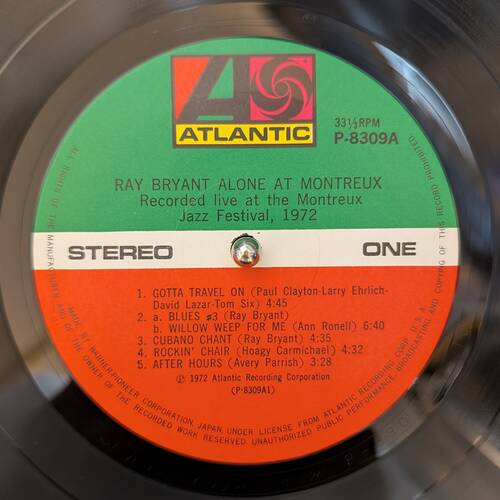 ATLANTIC
33⅓RPM
P-8309A
RAY BRYANT ALONE AT MONTREUX
Recorded live at the Montreux
Jazz Festival, 1972
STEREO ONE
1. GOTTA TRAVEL ON (Paul Clayton-Larry Ehrlich-
David Lazar-Tom Six) 4:45
2. a. BLUES #3 (Ray Bryant)
b. WILLOW WEEP FOR ME (Ann Ronell) 6:40
3. CUBANO CHANT (Ray Bryant) 4:35
4. ROCKIN' CHAIR (Hoagy Carmichael) 4:32
5. AFTER HOURS (Avery Parrish) 3:28
Ⓟ 1972 Atlantic Recording Corporation
(P-8309A1)
MADE BY WARNER-PIONEER CORPORATION, JAPAN, UNDER LICENSE FROM ATLANTIC RECORDING CORP. U.S.A.
ALL RIGHTS OF THE MANUFACTURER AND OF THE OWNER OF THE RECORDED WORK RESERVED. UNAUTHORIZED PUBLIC PERFORMANCE, BROADCASTING AND COPYING OF THIS RECORD PROHIBITED.